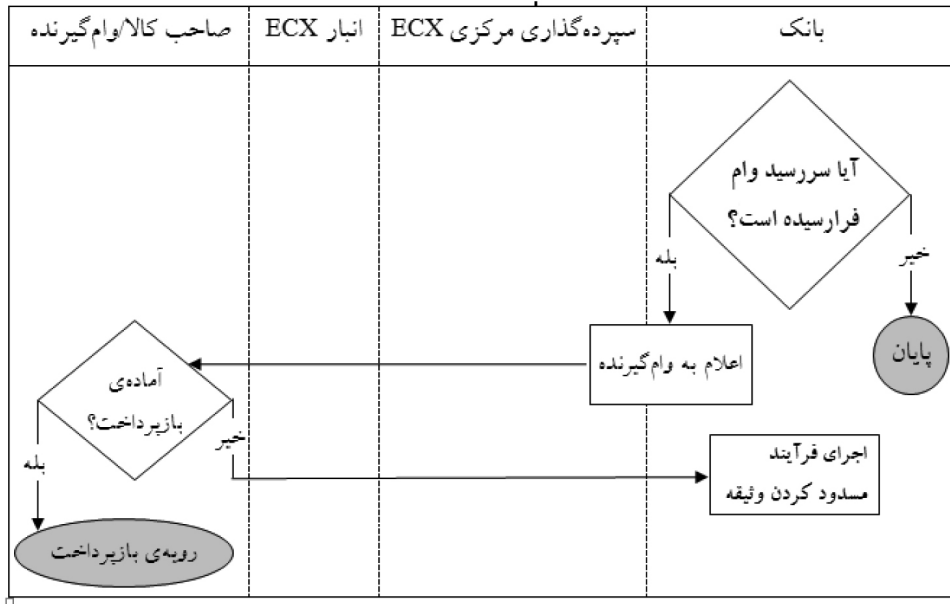 بانک
سپرده‌گذاری مرکزی ECX
انبار ECX
صاحب کالا/وام‌گیرنده
آیا سررسید وام
فرارسیده است؟
خیر
بله
پایان
اعلام به وام‌گیرنده
آماده‌ی
بازپرداخت؟
خیر
بله
اجرای فرآیند
مسدود کردن وثیقه
رویه‌ی بازپرداخت